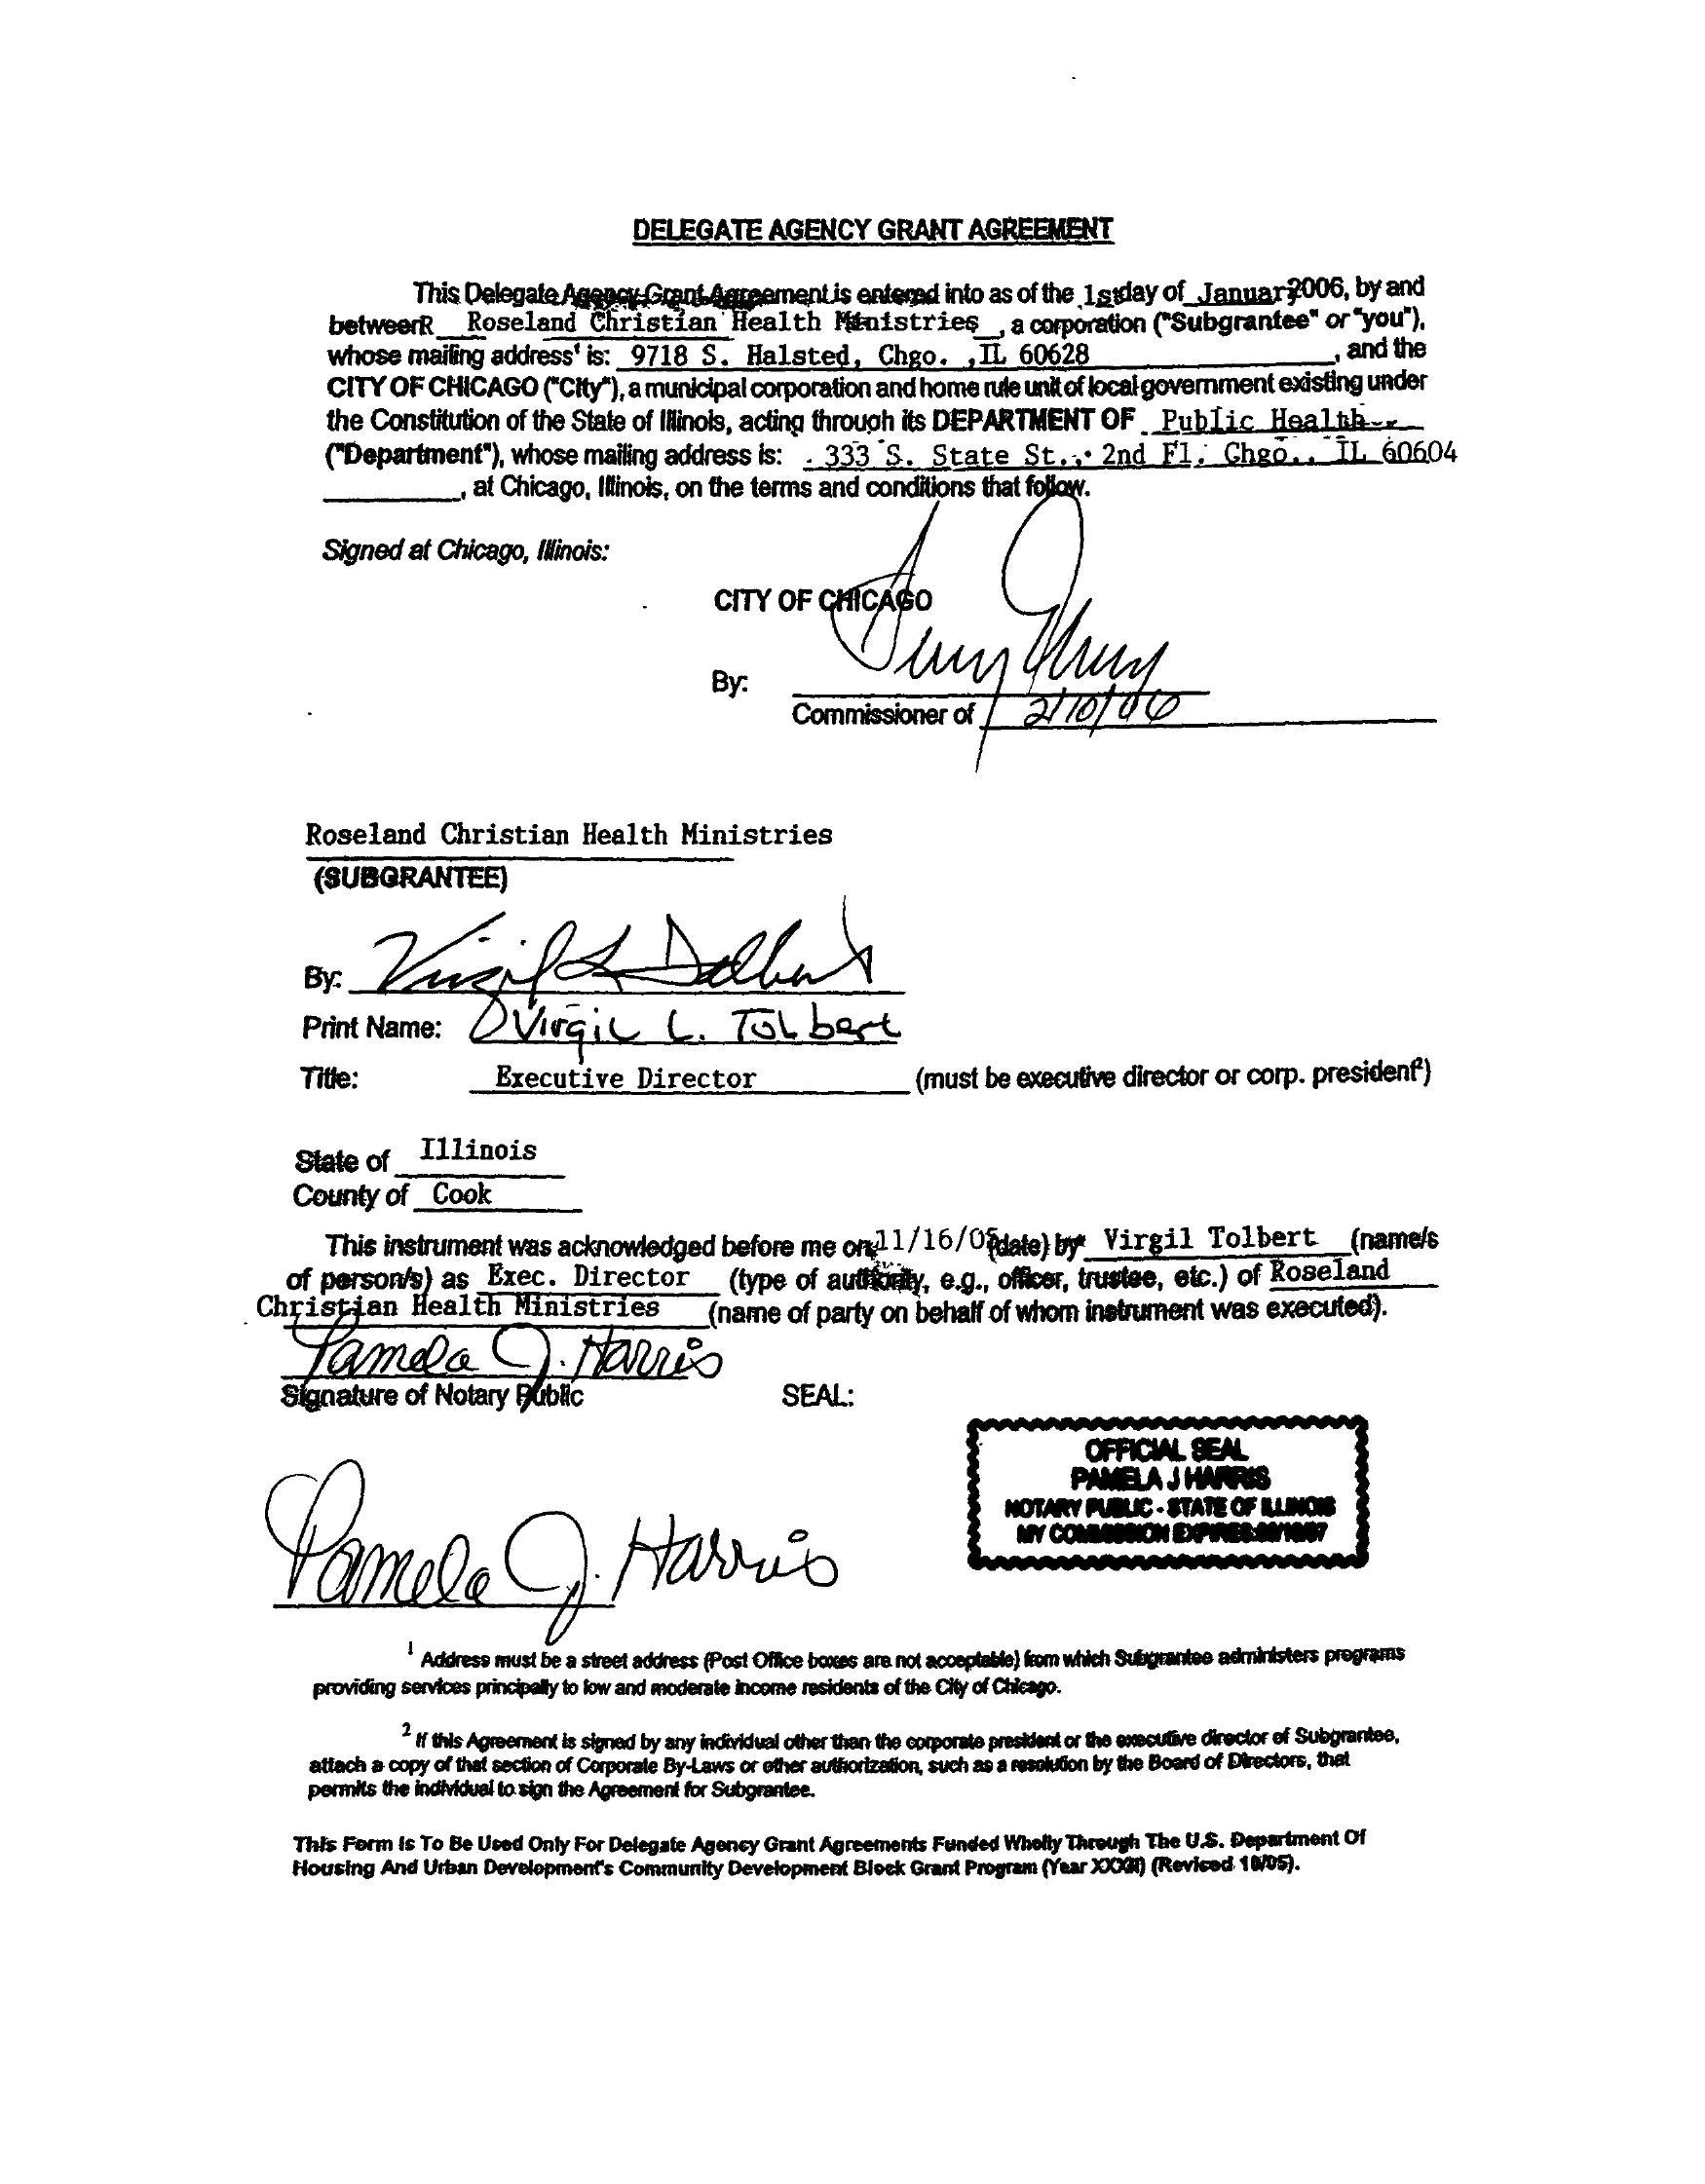 DELEGATE AGENCY GRANT AGREEMENT
This Delegate Agency Grant Agreement is entered into as of the 1st day of January 2006, by and
between R Roseland Christian Health Ministries, a corporation ("Subgrantee" or "you"),
whose mailing address¹ is: 9718 S. Halsted, Chgo. ,IL 60628, and the
CITY OF CHICAGO ("City"), a municipal corporation and home rule unit of local government existing under
the Constitution of the State of Illinois, acting through its DEPARTMENT OF Public Health
("Department"), whose mailing address is: 333 S. State St., 2nd Fl. Chgo., IL 60604
, at Chicago, Illinois, on the terms and conditions that follow.
Signed at Chicago, Illinois:
CITY OF CHICAGO
By:
Commissioner of 2/10/06
Roseland Christian Health Ministries
(SUBGRANTEE)
By: Virgil L Tolbert
Print Name: Virgil L. Tolbert
Title: Executive Director (must be executive director or corp. president²)
State of Illinois
County of Cook
This instrument was acknowledged before me on 11/16/05 (date) by Virgil Tolbert (name/s
of person/s) as Exec. Director (type of authority, e.g., officer, trustee, etc.) of Roseland
Christian Health Ministries (name of party on behalf of whom instrument was executed).
Pamela J. Harris
Signature of Notary Public SEAL:
OFFICIAL SEAL
PAMELA J HARRIS
NOTARY PUBLIC - STATE OF ILLINOIS
MY COMMISSION EXPIRES:
Pamela J. Harris
¹ Address must be a street address (Post Office boxes are not acceptable) from which Subgrantee administers programs
providing services principally to low and moderate income residents of the City of Chicago.
² If this Agreement is signed by any individual other than the corporate president or the executive director of Subgrantee,
attach a copy of that section of Corporate By-Laws or other authorization, such as a resolution by the Board of Directors, that
permits the individual to sign the Agreement for Subgrantee.
This Form Is To Be Used Only For Delegate Agency Grant Agreements Funded Wholly Through The U.S. Department Of
Housing And Urban Development's Community Development Block Grant Program (Year XXXII) (Revised 10/05).